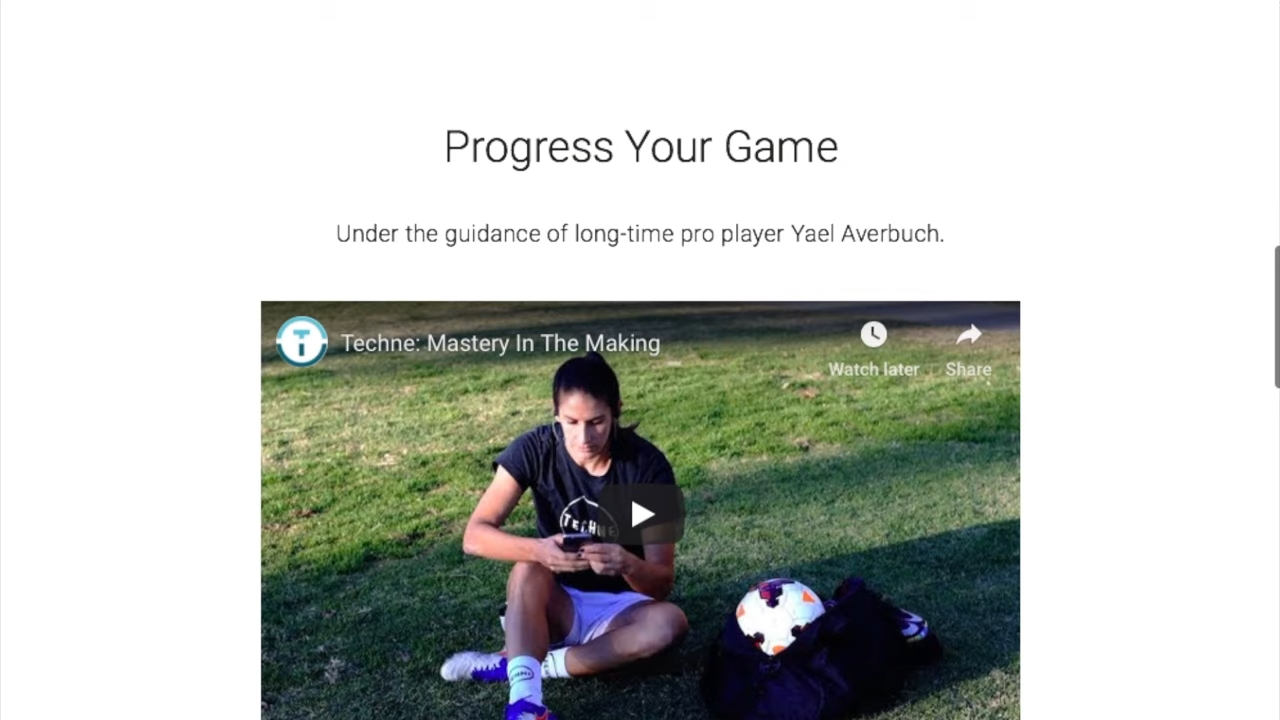 Progress Your Game
Under the guidance of long-time pro player Yael Averbuch.
Techne: Mastery In The Making
Watch later
Share
TECHNE